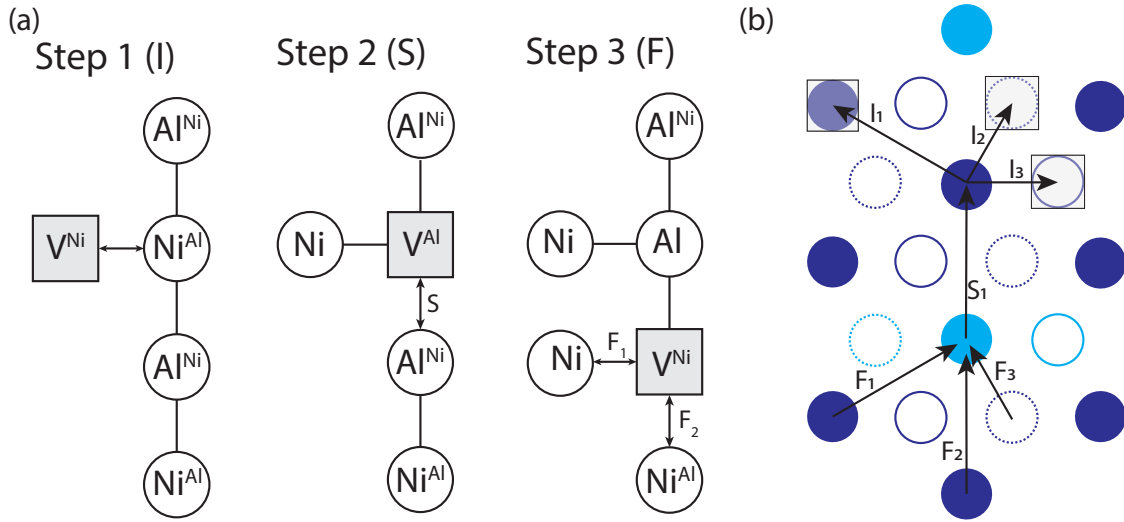 (a)
Step 1 (I)
Step 2 (S)
Step 3 (F)
(b)
Al^Ni
Al^Ni
Al^Ni
V^Ni
Ni^Al
Ni
V^Al
Ni
Al
S
Al^Ni
Al^Ni
Ni
F₁
V^Ni
F₂
Ni^Al
Ni^Al
Ni^Al
I₁
I₂
I₃
S₁
F₁
F₃
F₂